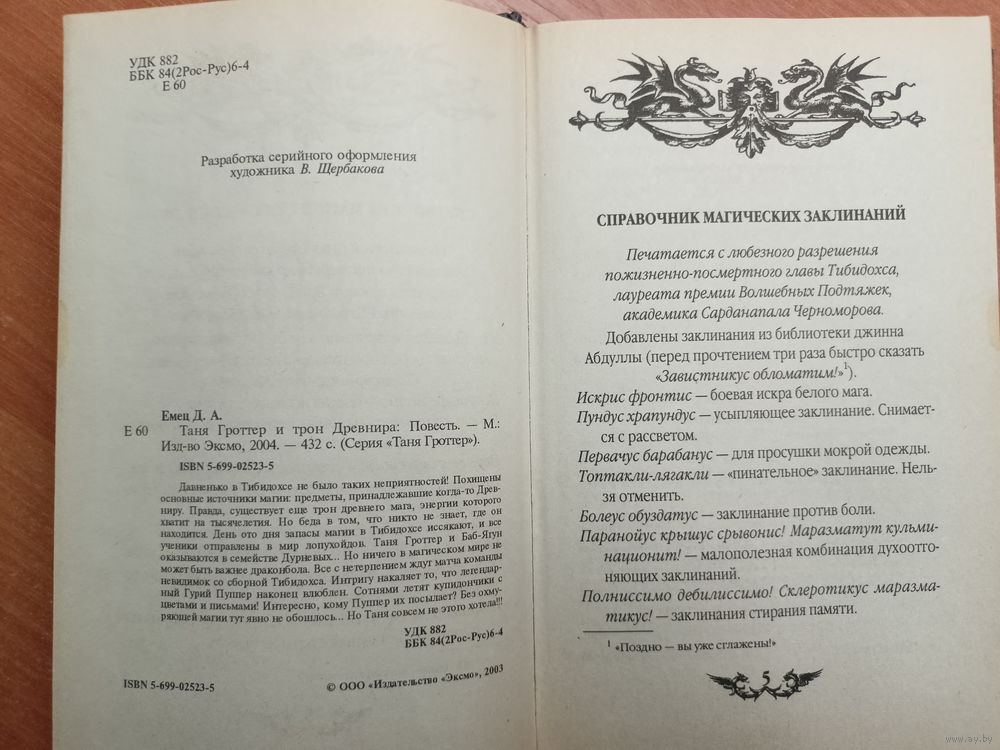 УДК 882
ББК 84(2Рос-Рус)6-4
Е 60
Разработка серийного оформления
художника В. Щербакова
Емец Д. А.
Е 60 Таня Гроттер и трон Древнира: Повесть. — М.:
Изд-во Эксмо, 2004. — 432 с. (Серия «Таня Гроттер»).
ISBN 5-699-02523-5
Давненько в Тибидохсе не было таких неприятностей! Похищены
основные источники магии: предметы, принадлежавшие когда-то Древ-
ниру. Правда, существует еще трон древнего мага, энергии которого
хватит на тысячелетия. Но беда в том, что никто не знает, где он
находится. День ото дня запасы магии в Тибидохсе иссякают, и все
ученики отправлены в мир лопухойдов. Таня Гроттер и Баб-Ягун
оказываются в семействе Дурневых... Но ничего в магическом мире не
может быть важнее драконбола. Все с нетерпением ждут матча команды
невидимок со сборной Тибидохса. Интригу накаляет то, что легендар-
ный Гурий Пуппер наконец влюблен. Сотнями летят купидончики с
цветами и письмами! Интересно, кому Пуппер их посылает? Без охму-
ряющей магии тут явно не обошлось... Но Таня совсем не этого хотела!!!
УДК 882
ББК 84(2Рос-Рус)6-4
ISBN 5-699-02523-5
© ООО «Издательство «Эксмо», 2003
СПРАВОЧНИК МАГИЧЕСКИХ ЗАКЛИНАНИЙ
Печатается с любезного разрешения
пожизненно-посмертного главы Тибидохса,
лауреата премии Волшебных Подтяжек,
академика Сарданапала Черноморова.
Добавлены заклинания из библиотеки джинна
Абдуллы (перед прочтением три раза быстро сказать
«Завистникус обломатим!»¹).
Искрис фронтис — боевая искра белого мага.
Пундус храпундус — усыпляющее заклинание. Снимает-
ся с рассветом.
Первачус барабанус — для просушки мокрой одежды.
Топтакли-лягакли — «пинательное» заклинание. Нель-
зя отменить.
Болеус обуздатус — заклинание против боли.
Паранойус крышус срывонис! Маразматут кульми-
национит! — малополезная комбинация духоотго-
няющих заклинаний.
Полниссимо дебилиссимо! Склеротикус маразма-
тикус! — заклинания стирания памяти.
¹ «Поздно — вы уже сглажены!»
5
www.ay.by